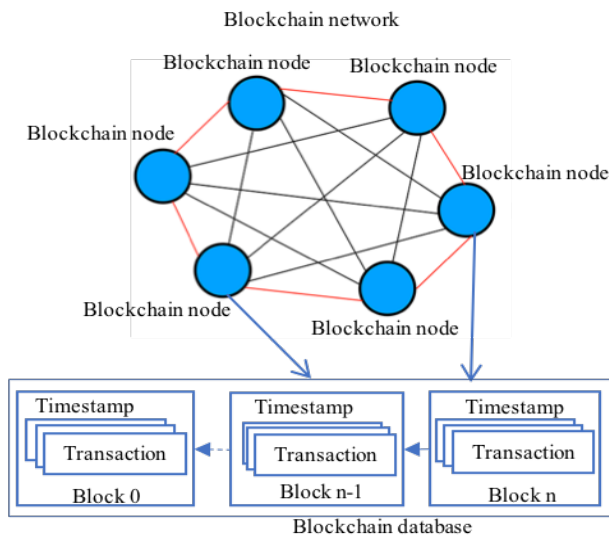 Blockchain network
Blockchain node
Blockchain node
Blockchain node
Blockchain node
Blockchain node
Blockchain node
Timestamp
Transaction
Block 0
Timestamp
Transaction
Block n-1
Timestamp
Transaction
Block n
Blockchain database